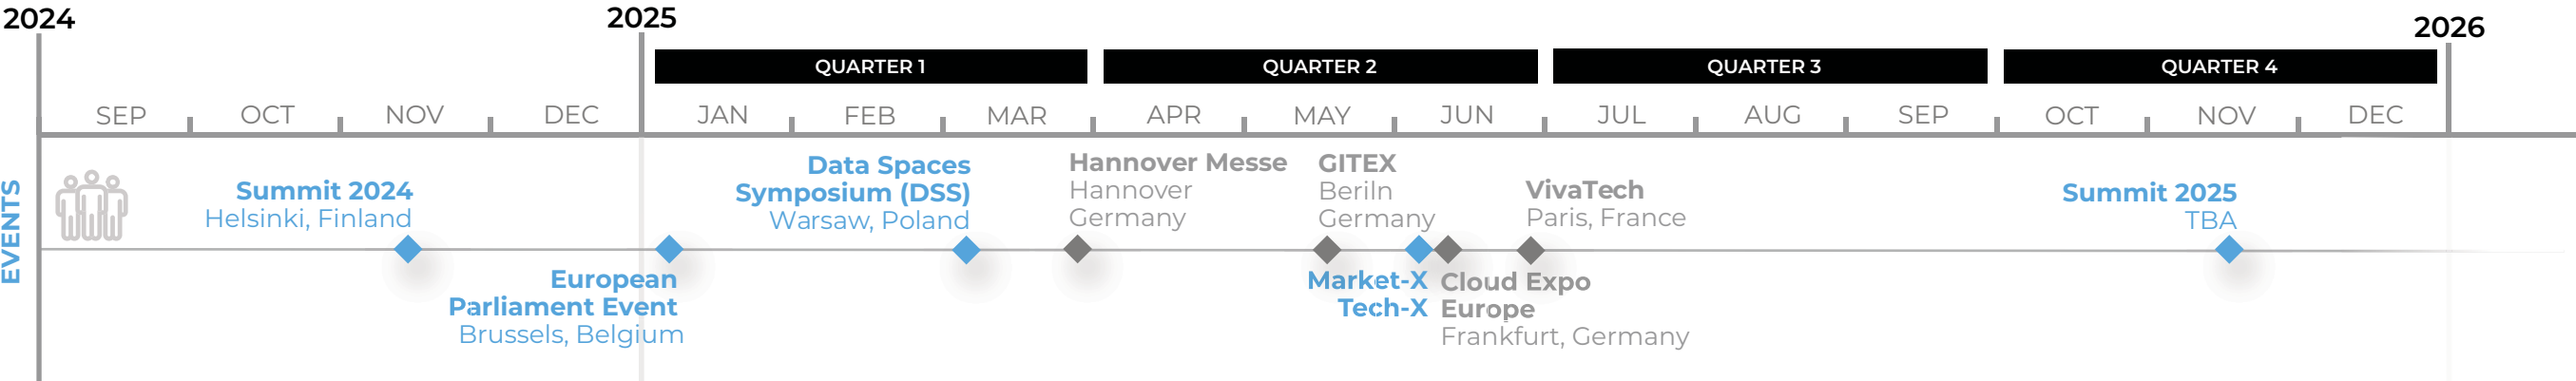 2024
2025
2026
QUARTER 1
QUARTER 2
QUARTER 3
QUARTER 4
SEP
OCT
NOV
DEC
JAN
FEB
MAR
APR
MAY
JUN
JUL
AUG
SEP
OCT
NOV
DEC
EVENTS
Summit 2024
Helsinki, Finland
European
Parliament Event
Brussels, Belgium
Data Spaces
Symposium (DSS)
Warsaw, Poland
Hannover Messe
Hannover
Germany
GITEX
Beriln
Germany
Market-X
Tech-X
Cloud Expo
Europe
Frankfurt, Germany
VivaTech
Paris, France
Summit 2025
TBA